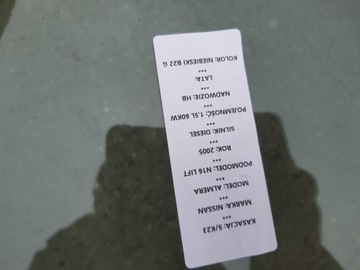 KASACJA: 5/K23
***
MARKA: NISSAN
***
MODEL: ALMERA
***
PODMODEL: N16 LIFT
***
ROK: 2005
***
SILNIK: DIESEL
***
POJEMNOŚĆ: 1.5L 60KW
***
NADWOZIE: HB
***
LATA:
***
KOLOR: NIEBIESKI B22 G